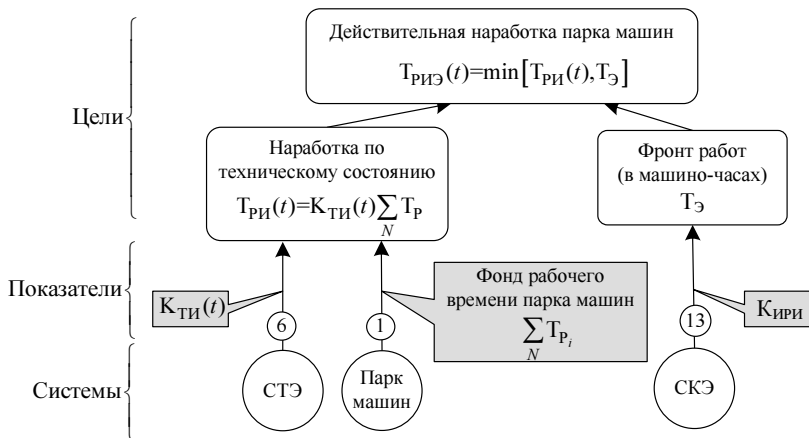 Действительная наработка парка машин
T_РИЭ(t)=min[T_РИ(t),T_Э]
Цели
Наработка по
техническому состоянию
T_РИ(t)=K_ТИ(t)∑_N T_Р
Фронт работ
(в машино-часах)
T_Э
Показатели
K_ТИ(t)
Фонд рабочего
времени парка машин
∑_N T_Р_i
К_ИРИ
6
1
13
Системы
СТЭ
Парк
машин
СКЭ